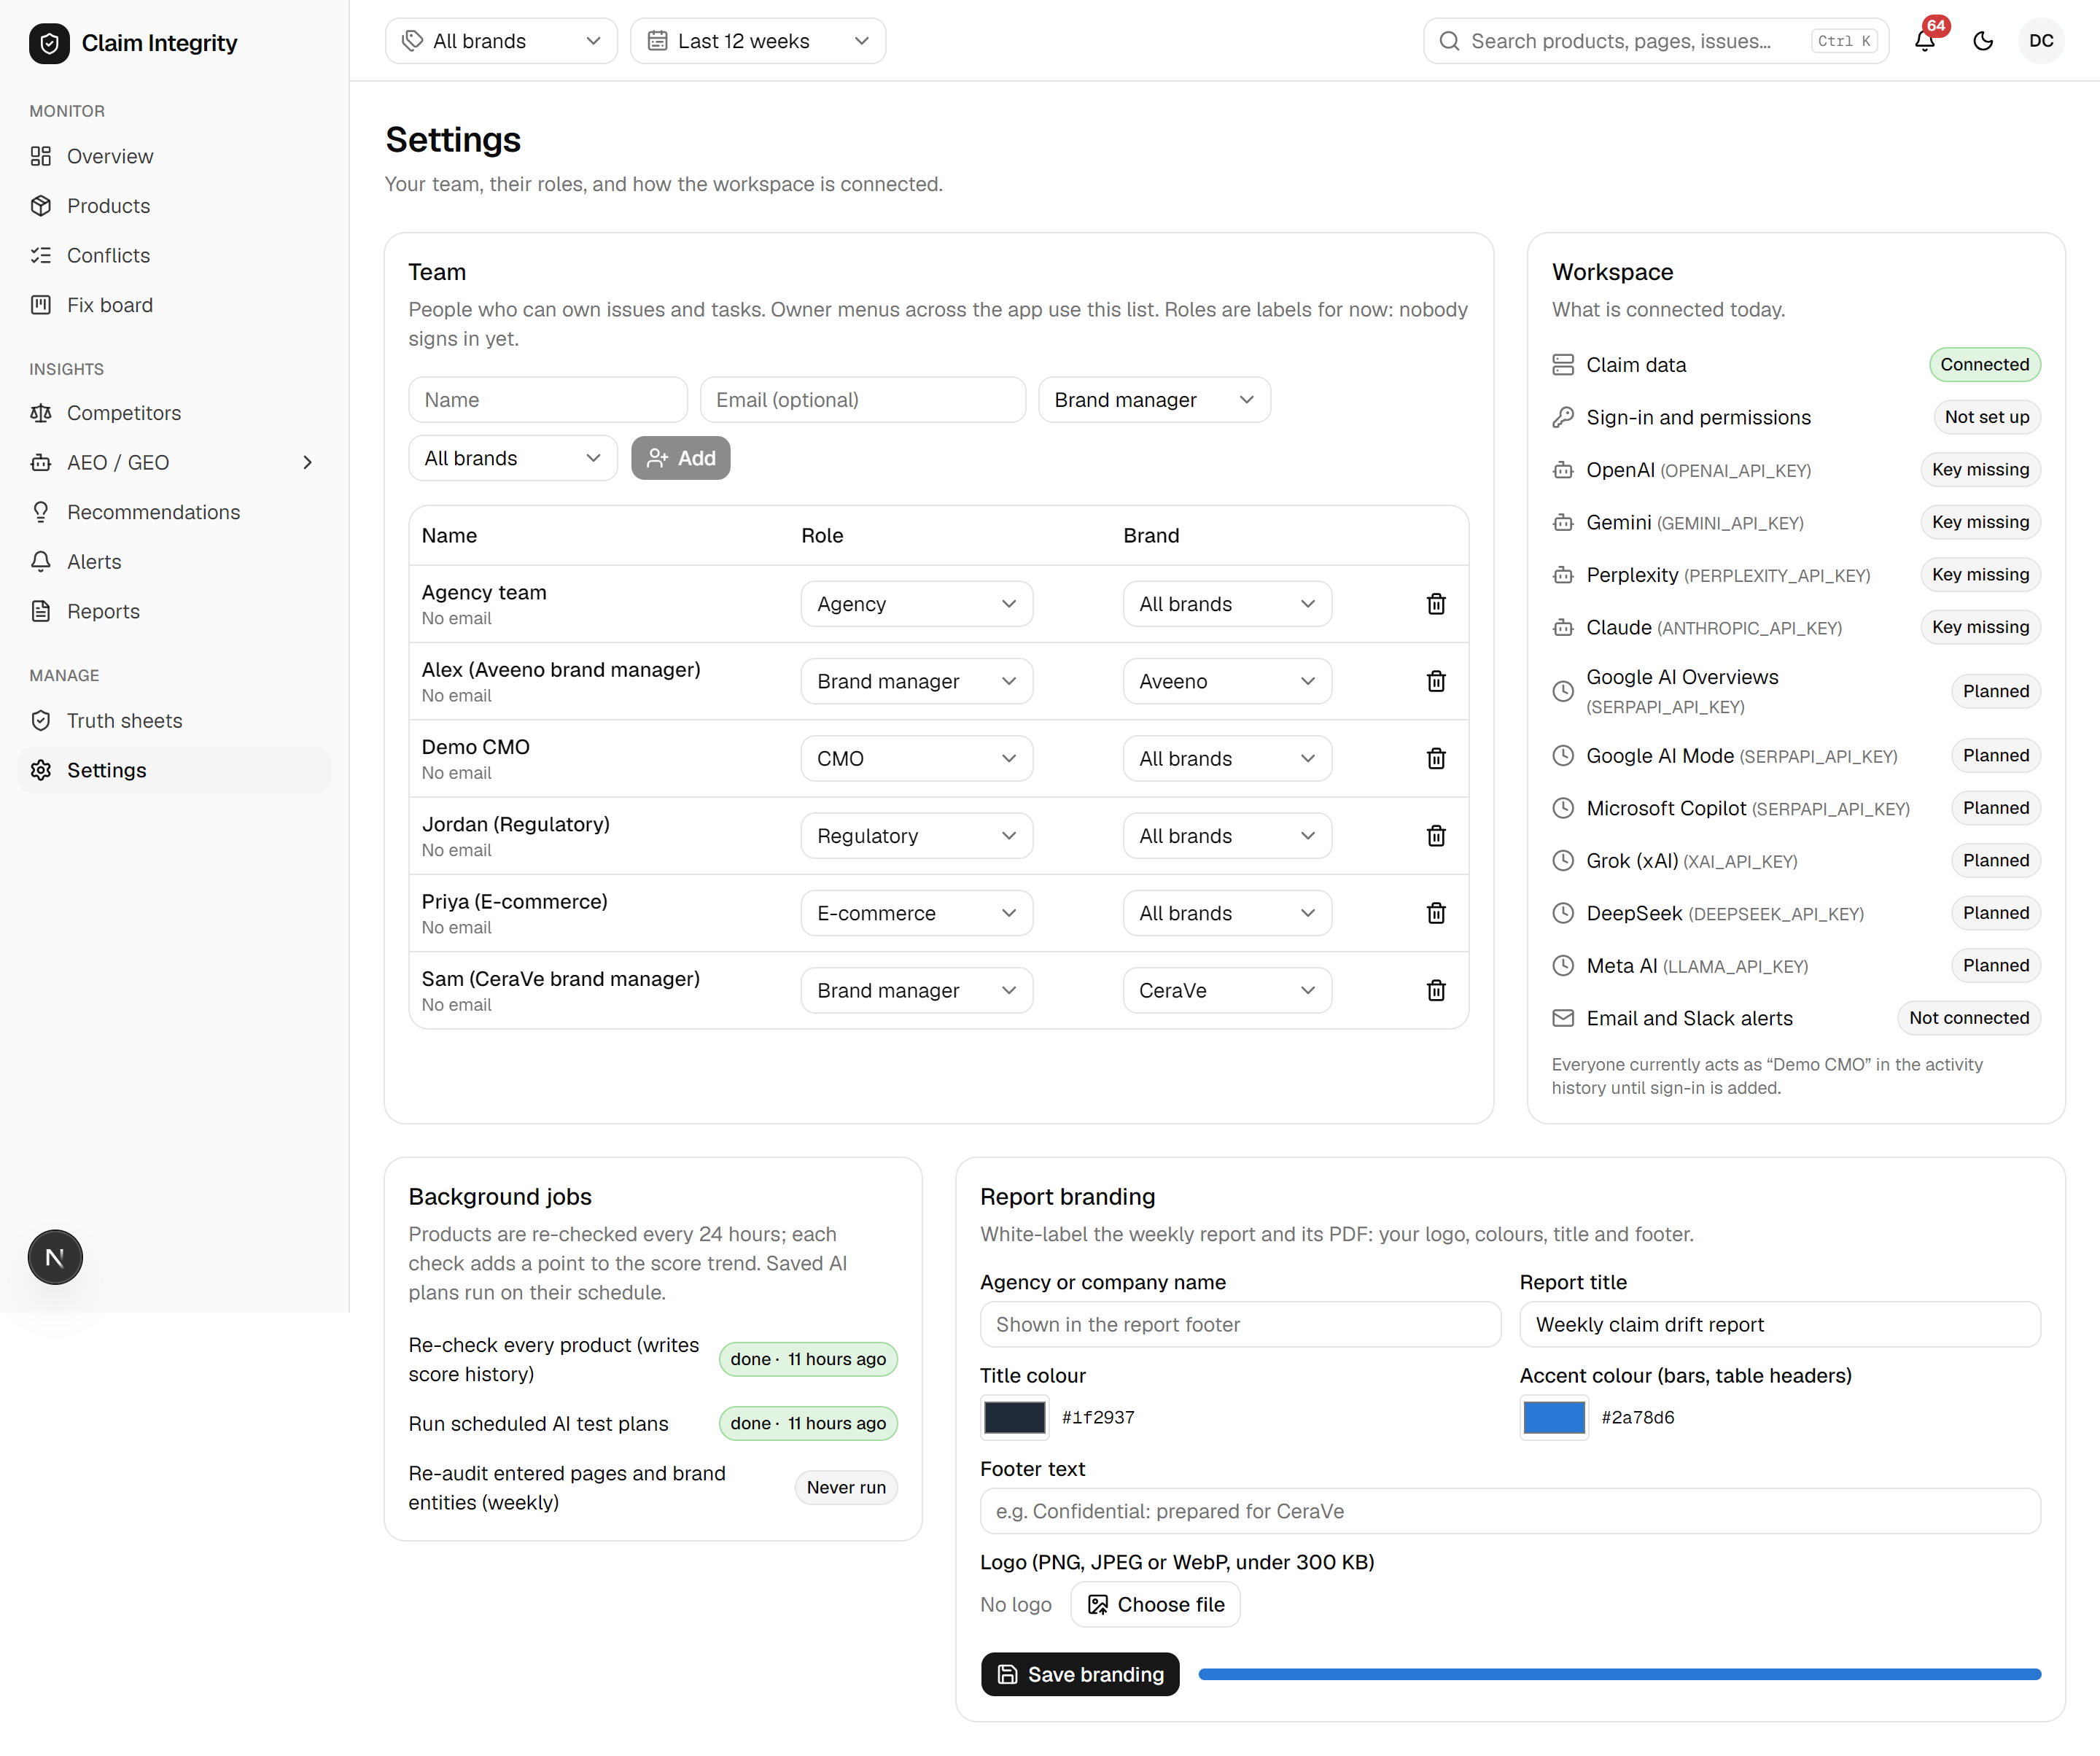 Claim Integrity
All brands
Last 12 weeks
Search products, pages, issues...
Ctrl K
64
DC
MONITOR
Overview
Products
Conflicts
Fix board
INSIGHTS
Competitors
AEO / GEO
Recommendations
Alerts
Reports
MANAGE
Truth sheets
Settings
N
Settings
Your team, their roles, and how the workspace is connected.
Team
People who can own issues and tasks. Owner menus across the app use this list. Roles are labels for now: nobody
signs in yet.
Name
Email (optional)
Brand manager
All brands
Add
Name Role Brand
Agency team
No email
Agency
All brands
Alex (Aveeno brand manager)
No email
Brand manager
Aveeno
Demo CMO
No email
CMO
All brands
Jordan (Regulatory)
No email
Regulatory
All brands
Priya (E-commerce)
No email
E-commerce
All brands
Sam (CeraVe brand manager)
No email
Brand manager
CeraVe
Workspace
What is connected today.
Claim data Connected
Sign-in and permissions Not set up
OpenAI (OPENAI_API_KEY) Key missing
Gemini (GEMINI_API_KEY) Key missing
Perplexity (PERPLEXITY_API_KEY) Key missing
Claude (ANTHROPIC_API_KEY) Key missing
Google AI Overviews
(SERPAPI_API_KEY)
Planned
Google AI Mode (SERPAPI_API_KEY) Planned
Microsoft Copilot (SERPAPI_API_KEY) Planned
Grok (xAI) (XAI_API_KEY) Planned
DeepSeek (DEEPSEEK_API_KEY) Planned
Meta AI (LLAMA_API_KEY) Planned
Email and Slack alerts Not connected
Everyone currently acts as “Demo CMO” in the activity
history until sign-in is added.
Background jobs
Products are re-checked every 24 hours; each
check adds a point to the score trend. Saved AI
plans run on their schedule.
Re-check every product (writes
score history)
done · 11 hours ago
Run scheduled AI test plans
done · 11 hours ago
Re-audit entered pages and brand
entities (weekly)
Never run
Report branding
White-label the weekly report and its PDF: your logo, colours, title and footer.
Agency or company name
Shown in the report footer
Report title
Weekly claim drift report
Title colour
#1f2937
Accent colour (bars, table headers)
#2a78d6
Footer text
e.g. Confidential: prepared for CeraVe
Logo (PNG, JPEG or WebP, under 300 KB)
No logo
Choose file
Save branding